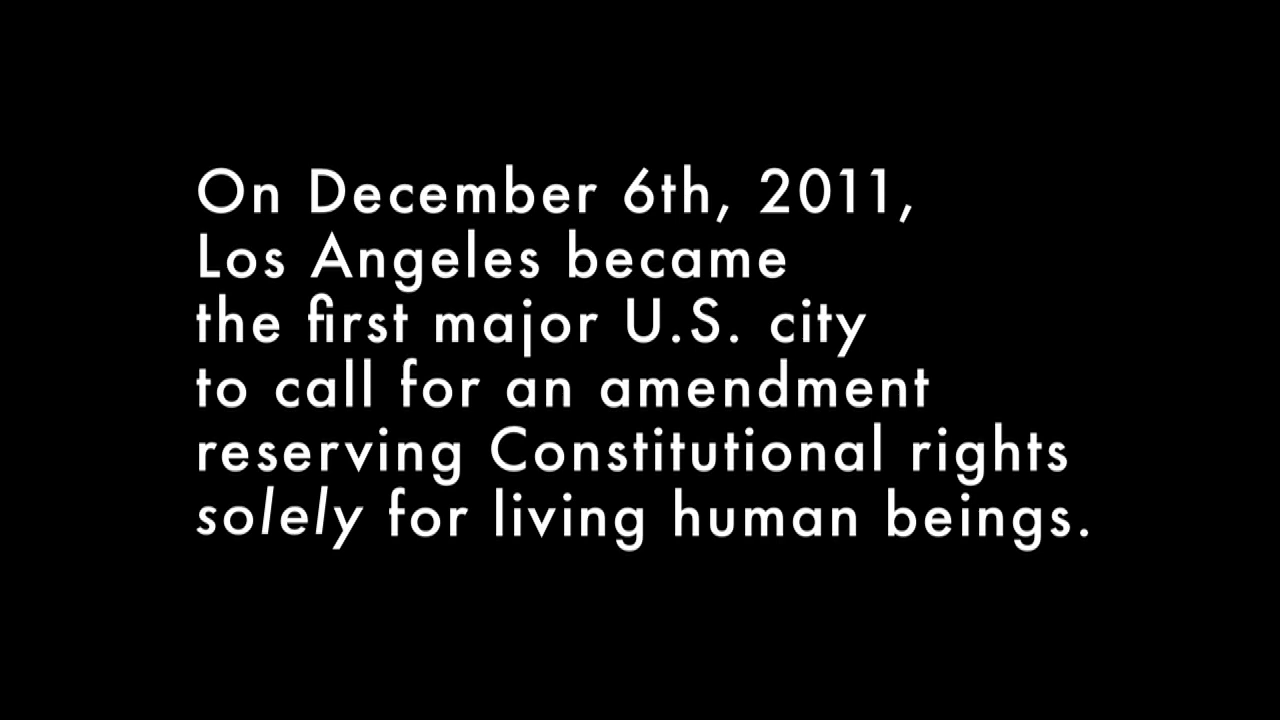 On December 6th, 2011,
Los Angeles became
the first major U.S. city
to call for an amendment
reserving Constitutional rights
solely for living human beings.